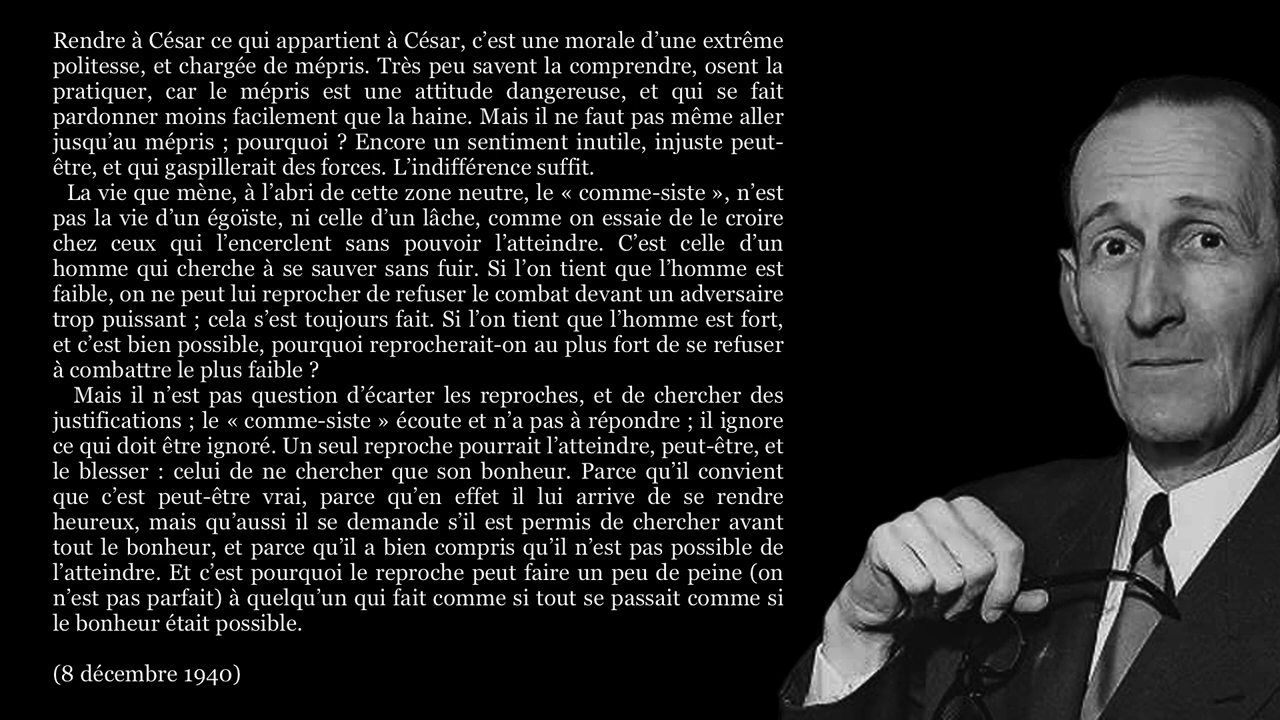 Rendre à César ce qui appartient à César, c’est une morale d’une extrême
politesse, et chargée de mépris. Très peu savent la comprendre, osent la
pratiquer, car le mépris est une attitude dangereuse, et qui se fait
pardonner moins facilement que la haine. Mais il ne faut pas même aller
jusqu’au mépris ; pourquoi ? Encore un sentiment inutile, injuste peut-
être, et qui gaspillerait des forces. L’indifférence suffit.
La vie que mène, à l’abri de cette zone neutre, le « comme-siste », n’est
pas la vie d’un égoïste, ni celle d’un lâche, comme on essaie de le croire
chez ceux qui l’encerclent sans pouvoir l’atteindre. C’est celle d’un
homme qui cherche à se sauver sans fuir. Si l’on tient que l’homme est
faible, on ne peut lui reprocher de refuser le combat devant un adversaire
trop puissant ; cela s’est toujours fait. Si l’on tient que l’homme est fort,
et c’est bien possible, pourquoi reprocherait-on au plus fort de se refuser
à combattre le plus faible ?
Mais il n’est pas question d’écarter les reproches, et de chercher des
justifications ; le « comme-siste » écoute et n’a pas à répondre ; il ignore
ce qui doit être ignoré. Un seul reproche pourrait l’atteindre, peut-être, et
le blesser : celui de ne chercher que son bonheur. Parce qu’il convient
que c’est peut-être vrai, parce qu’en effet il lui arrive de se rendre
heureux, mais qu’aussi il se demande s’il est permis de chercher avant
tout le bonheur, et parce qu’il a bien compris qu’il n’est pas possible de
l’atteindre. Et c’est pourquoi le reproche peut faire un peu de peine (on
n’est pas parfait) à quelqu’un qui fait comme si tout se passait comme si
le bonheur était possible.
(8 décembre 1940)